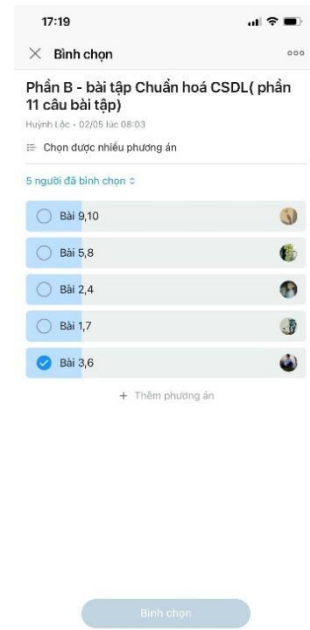 17:19
Bình chọn
Phần B - bài tập Chuẩn hoá CSDL( phần
11 câu bài tập)
Huỳnh Lộc - 02/05 lúc 08:03
Chọn được nhiều phương án
5 người đã bình chọn
Bài 9,10
Bài 5,8
Bài 2,4
Bài 1,7
Bài 3,6
+ Thêm phương án
Bình chọn